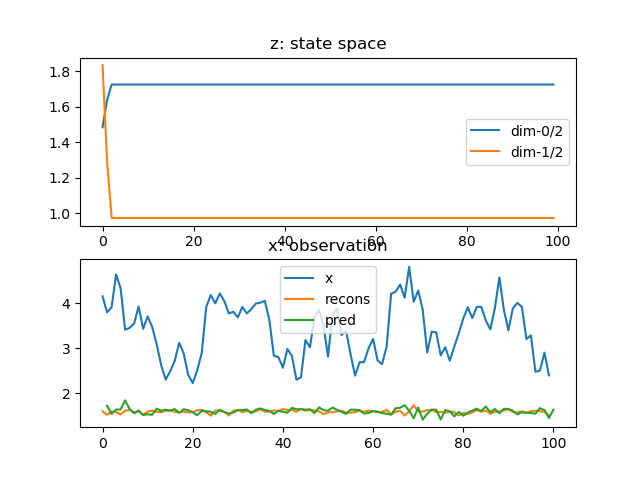 z: state space
1.8
1.6
1.4
1.2
1.0
dim-0/2
dim-1/2
0 20 40 60 80 100
x: observation
4
3
2
x
recons
pred
0 20 40 60 80 100